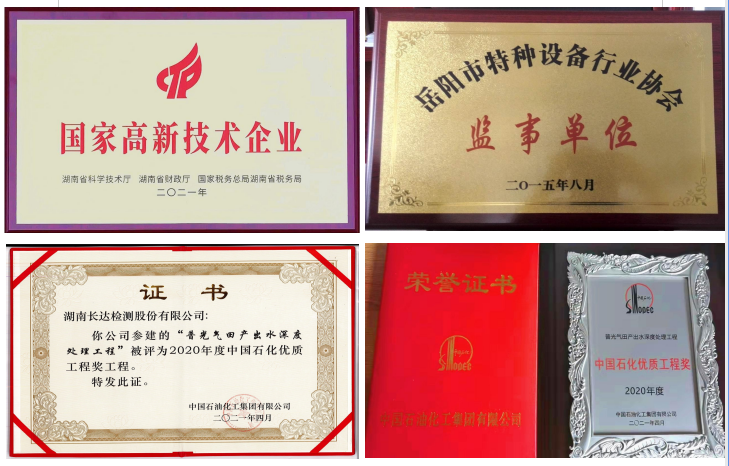 国家高新技术企业
湖南省科学技术厅 湖南省财政厅 国家税务总局湖南省税务局
二〇二一年
岳阳市特种设备行业协会
监事单位
二〇一五年八月
证书
湖南长达检测股份有限公司:
你公司参建的“普光气田产出水深度
处理工程”被评为2020年度中国石化优质
工程奖工程。
特发此证。
中国石油化工集团有限公司
二〇二一年四月
荣誉证书
SINODEC
中国石油化工集团有限公司
SINODEC
普光气田产出水深度处理工程
中国石化优质工程奖
2020年度
中国石油化工集团有限公司
二〇二一年四月